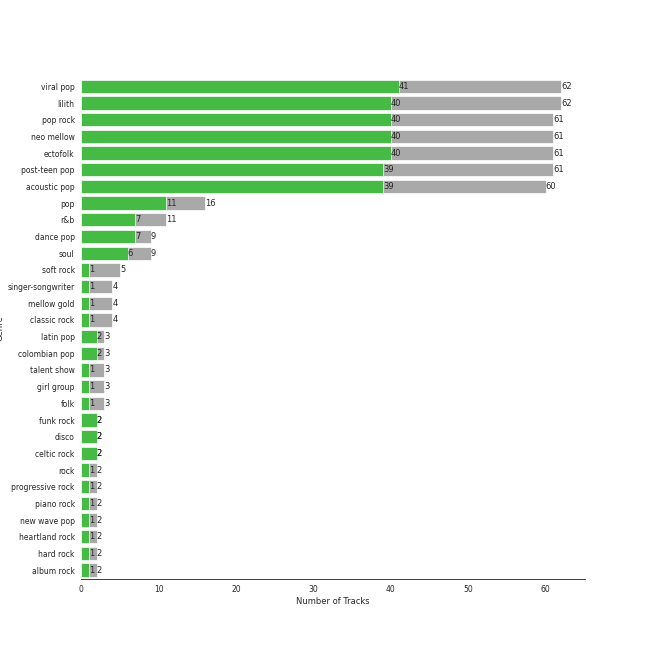 viral pop 41 62
lilith 40 62
pop rock 40 61
neo mellow 40 61
ectofolk 40 61
post-teen pop 39 61
acoustic pop 39 60
pop 11 16
r&b 7 11
dance pop 7 9
soul 6 9
soft rock 1 5
singer-songwriter 1 4
mellow gold 1 4
classic rock 1 4
latin pop 2 3
colombian pop 2 3
talent show 1 3
girl group 1 3
folk 1 3
funk rock 2 2
disco 2 2
celtic rock 2 2
rock 1 2
progressive rock 1 2
piano rock 1 2
new wave pop 1 2
heartland rock 1 2
hard rock 1 2
album rock 1 2
0 10 20 30 40 50 60
Number of Tracks